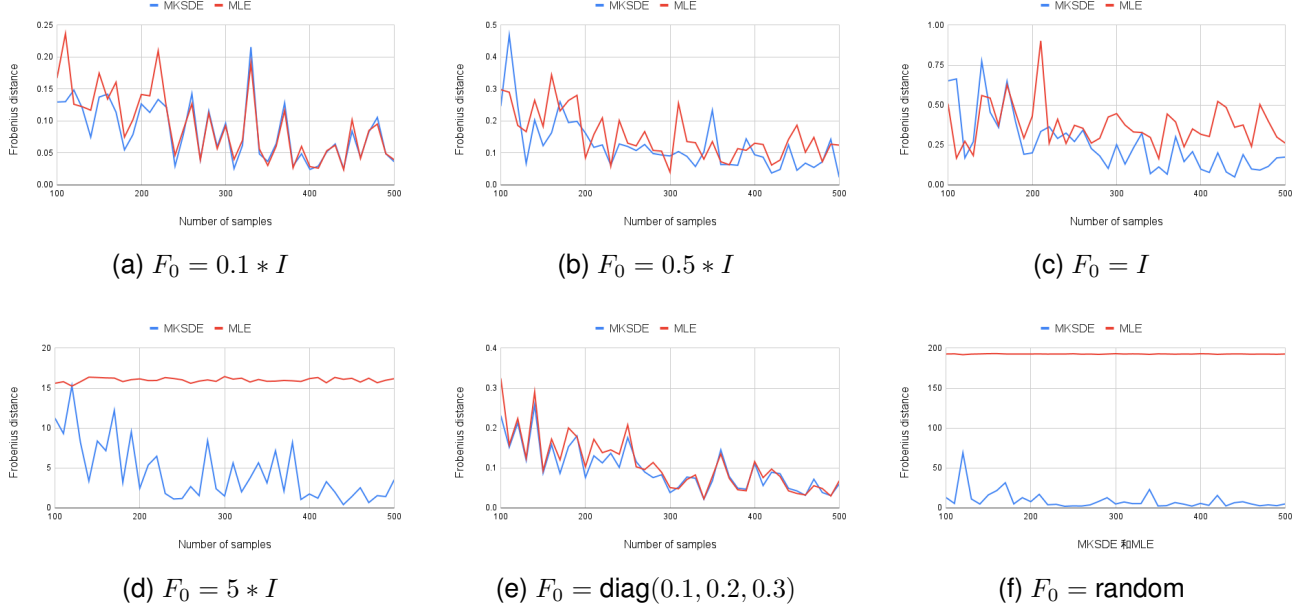 MKSDE MLE
Frobenius distance
0.25
0.20
0.15
0.10
0.05
0.00
100 200 300 400 500
Number of samples
(a) F₀ = 0.1 * I
MKSDE MLE
Frobenius distance
0.5
0.4
0.3
0.2
0.1
0.0
100 200 300 400 500
Number of samples
(b) F₀ = 0.5 * I
MKSDE MLE
Frobenius distance
1.00
0.75
0.50
0.25
0.00
100 200 300 400 500
Number of samples
(c) F₀ = I
MKSDE MLE
Frobenius distance
20
15
10
5
0
100 200 300 400 500
Number of samples
(d) F₀ = 5 * I
MKSDE MLE
Frobenius distance
0.4
0.3
0.2
0.1
0.0
100 200 300 400 500
Number of samples
(e) F₀ = diag(0.1, 0.2, 0.3)
MKSDE MLE
Frobenius distance
200
150
100
50
0
100 200 300 400 500
MKSDE 和MLE
(f) F₀ = random